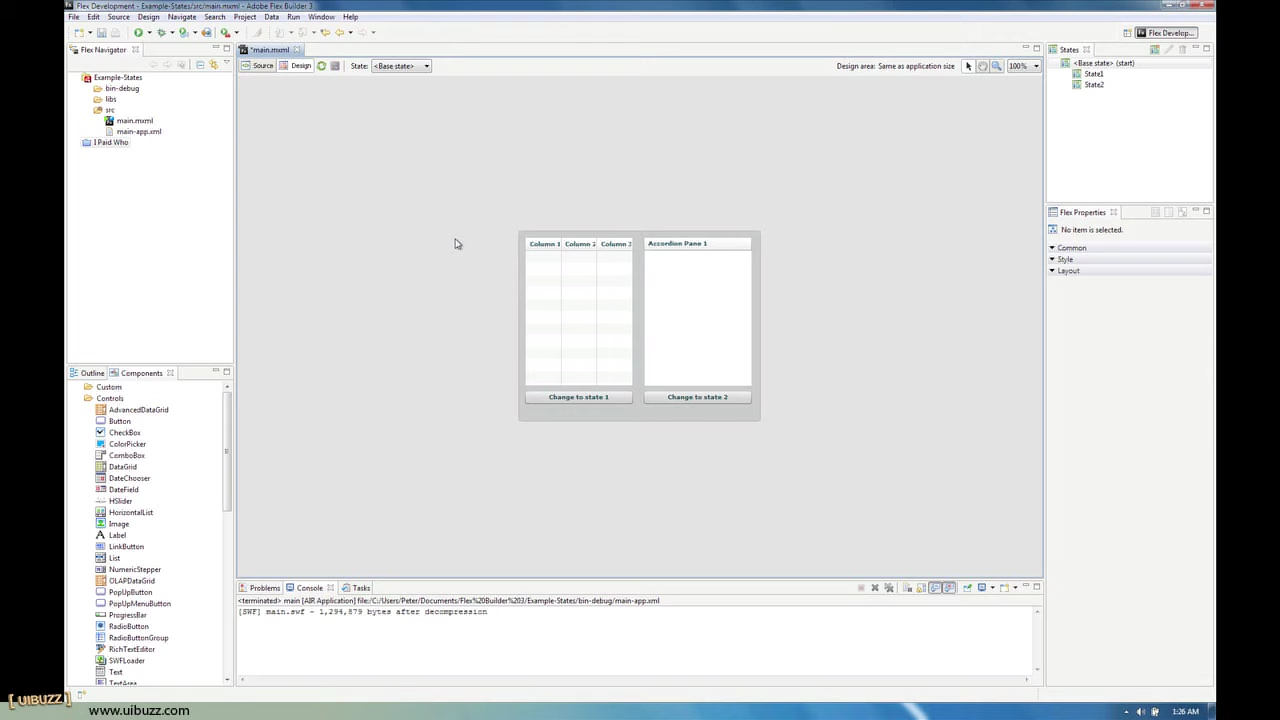 Flex Development - Example-States/src/main.mxml - Adobe Flex Builder 3
File Edit Source Design Navigate Search Project Data Run Window Help
Flex Develop...
Flex Navigator
Example-States
bin-debug
libs
src
main.mxml
main-app.xml
I Paid Who
*main.mxml
Source Design State: <Base state> Design area: Same as application size 100%
Column 1 Column 2 Column 3 Accordion Pane 1
Change to state 1 Change to state 2
States
<Base state> (start)
State1
State2
Flex Properties
No item is selected.
Common
Style
Layout
Outline Components
Custom
Controls
AdvancedDataGrid
Button
CheckBox
ColorPicker
ComboBox
DataGrid
DateChooser
DateField
HSlider
HorizontalList
Image
Label
LinkButton
List
NumericStepper
OLAPDataGrid
PopUpButton
PopUpMenuButton
ProgressBar
RadioButton
RadioButtonGroup
RichTextEditor
SWFLoader
Text
TextArea
Problems Console Tasks
<terminated> main [AIR Application] file:/C:/Users/Peter/Documents/Flex%20Builder%203/Example-States/bin-debug/main-app.xml
[SWF] main.swf - 1,294,879 bytes after decompression
[UIBUZZ]
www.uibuzz.com
1:26 AM